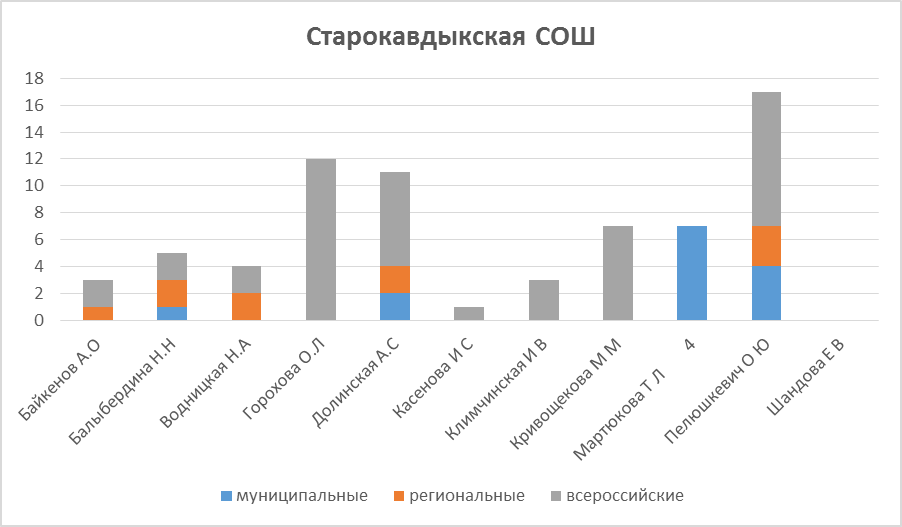 Старокавдыкская СОШ
18
16
14
12
10
8
6
4
2
0
Байкенов А.О
Балыбердина Н.Н
Водницкая Н.А
Горохова О.Л
Долинская А.С
Касенова И С
Климчинская И В
Кривощекова М М
Мартюкова Т Л 4
Пелюшкевич О Ю
Шандова Е В
муниципальные региональные всероссийские